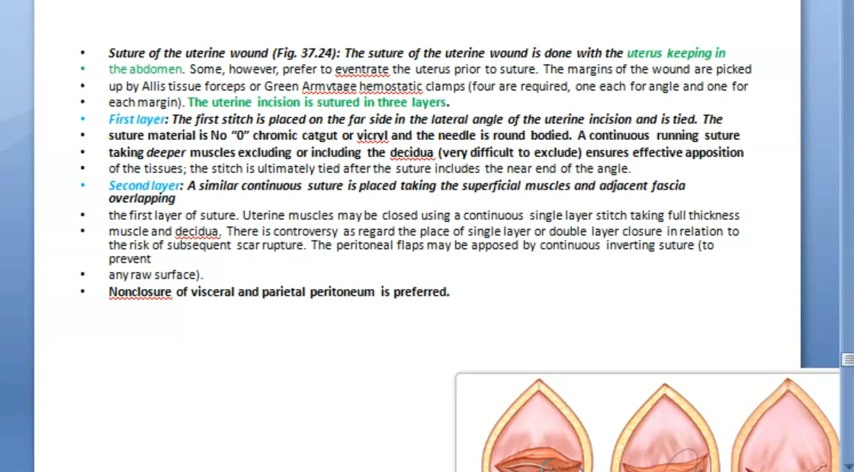 • Suture of the uterine wound (Fig. 37.24): The suture of the uterine wound is done with the uterus keeping in
• the abdomen. Some, however, prefer to eventrate the uterus prior to suture. The margins of the wound are picked
• up by Allis tissue forceps or Green Armytage hemostatic clamps (four are required, one each for angle and one for
• each margin). The uterine incision is sutured in three layers.
• First layer: The first stitch is placed on the far side in the lateral angle of the uterine incision and is tied. The
• suture material is No “0” chromic catgut or vicryl and the needle is round bodied. A continuous running suture
• taking deeper muscles excluding or including the decidua (very difficult to exclude) ensures effective apposition
• of the tissues; the stitch is ultimately tied after the suture includes the near end of the angle.
• Second layer: A similar continuous suture is placed taking the superficial muscles and adjacent fascia
overlapping
• the first layer of suture. Uterine muscles may be closed using a continuous single layer stitch taking full thickness
• muscle and decidua. There is controversy as regard the place of single layer or double layer closure in relation to
the risk of subsequent scar rupture. The peritoneal flaps may be apposed by continuous inverting suture (to
prevent
• any raw surface).
• Nonclosure of visceral and parietal peritoneum is preferred.